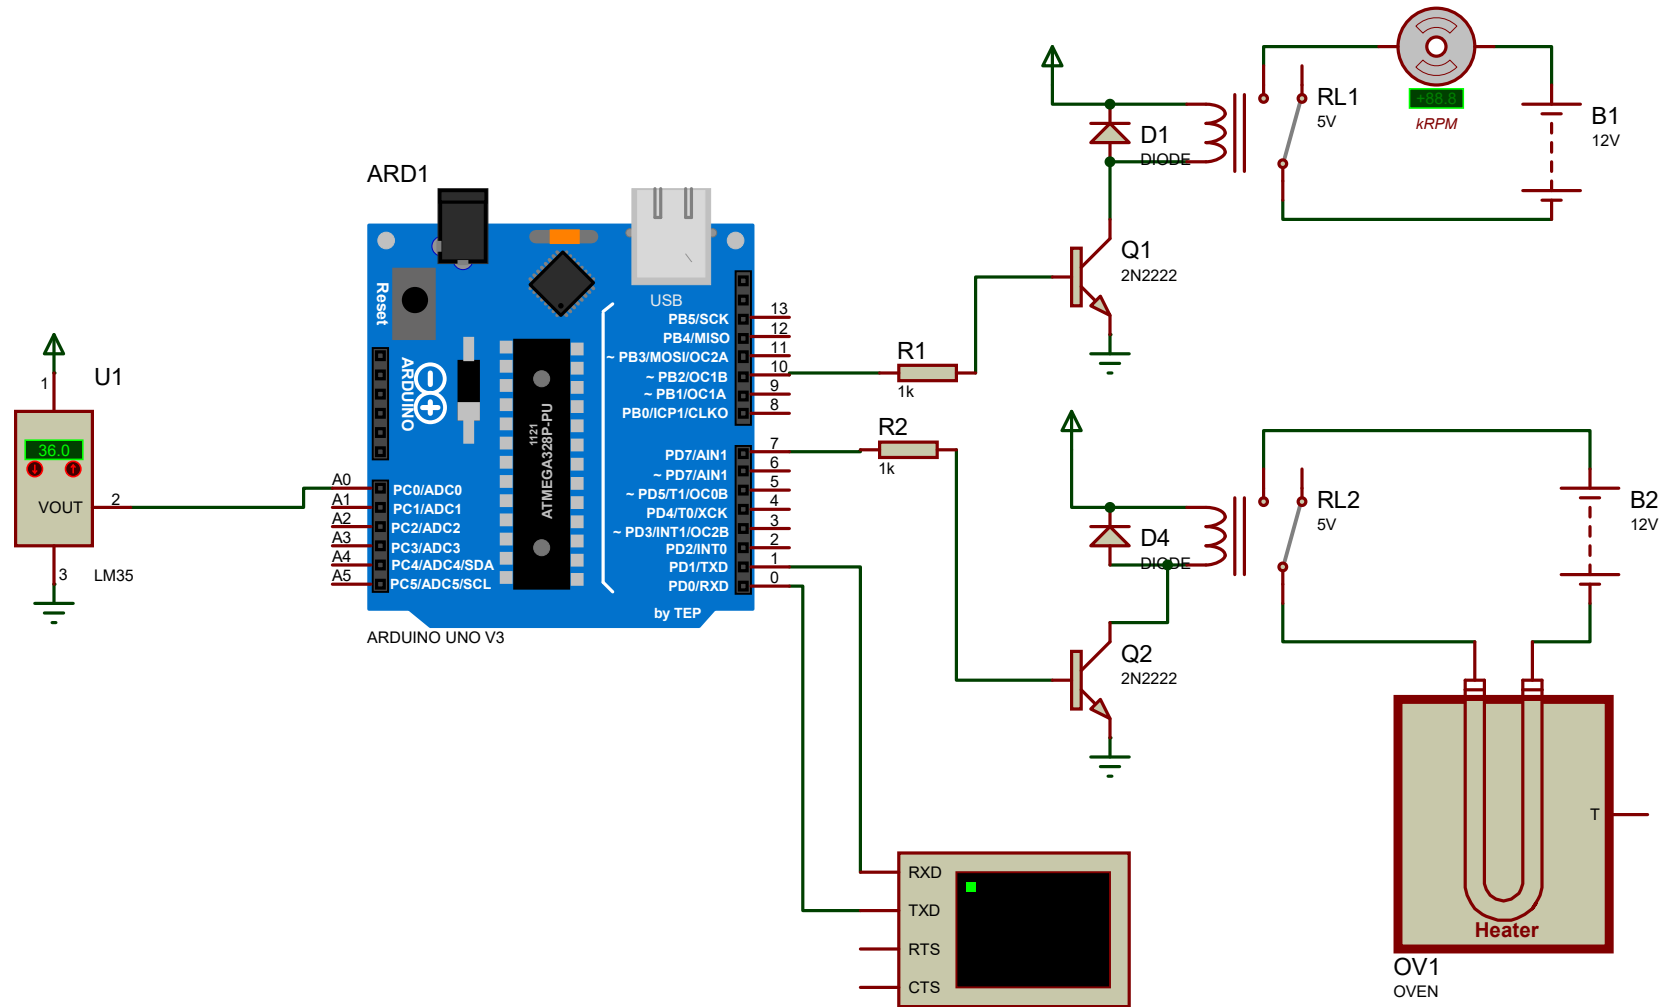 ARD1
Reset
ARDUINO
USB
1121
ATMEGA328P-PU
PB5/SCK 13
PB4/MISO 12
~ PB3/MOSI/OC2A 11
~ PB2/OC1B 10
~ PB1/OC1A 9
PB0/ICP1/CLKO 8
PD7/AIN1 7
~ PD7/AIN1 6
~ PD5/T1/OC0B 5
PD4/T0/XCK 4
~ PD3/INT1/OC2B 3
PD2/INT0 2
PD1/TXD 1
PD0/RXD 0
by TEP
A0 PC0/ADC0
A1 PC1/ADC1
A2 PC2/ADC2
A3 PC3/ADC3
A4 PC4/ADC4/SDA
A5 PC5/ADC5/SCL
ARDUINO UNO V3
U1
1
36.0
VOUT 2
3
LM35
R1
1k
R2
1k
D1
DIODE
Q1
2N2222
RL1
5V
+88.8
kRPM
B1
12V
D4
DIODE
Q2
2N2222
RL2
5V
B2
12V
T
Heater
OV1
OVEN
RXD
TXD
RTS
CTS